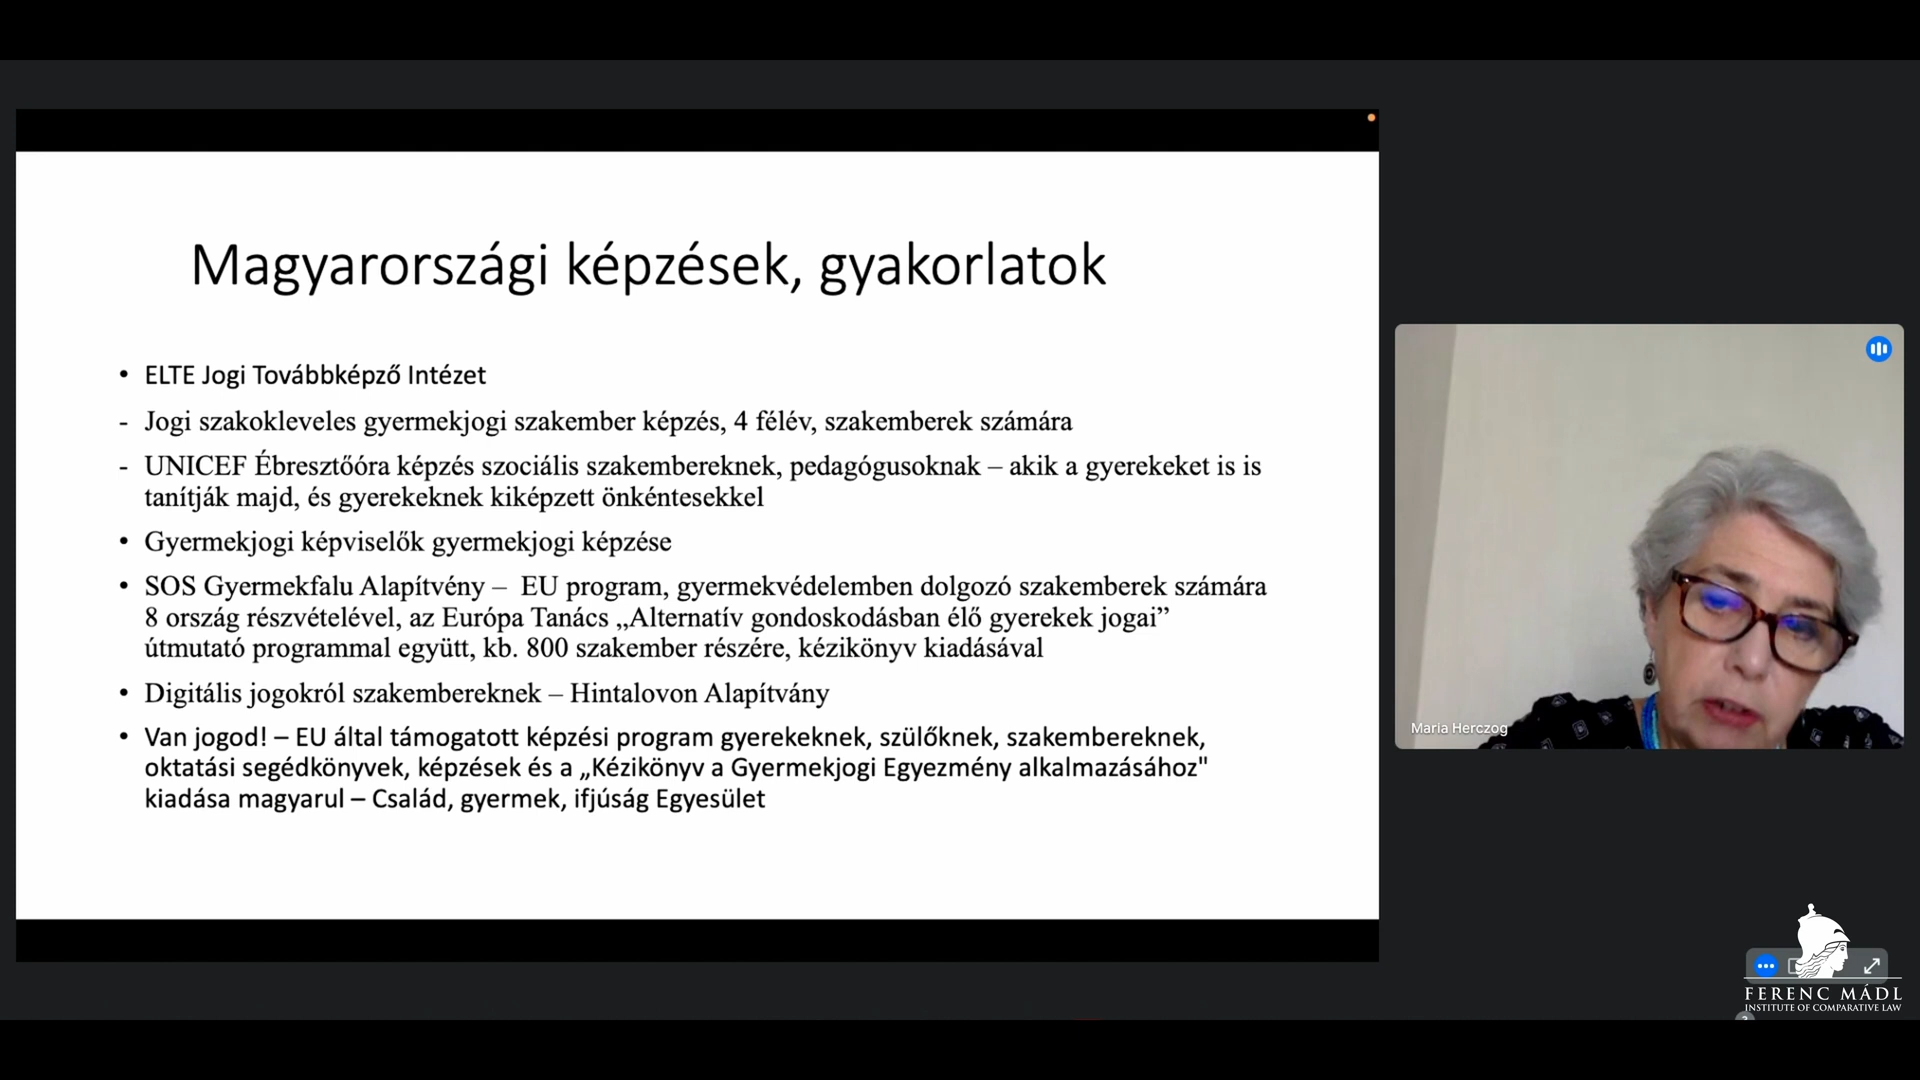 Magyarországi képzések, gyakorlatok
• ELTE Jogi Továbbképző Intézet
- Jogi szakokleveles gyermekjogi szakember képzés, 4 félév, szakemberek számára
- UNICEF Ébresztőóra képzés szociális szakembereknek, pedagógusoknak – akik a gyerekeket is is
tanítják majd, és gyerekeknek kiképzett önkéntesekkel
• Gyermekjogi képviselők gyermekjogi képzése
• SOS Gyermekfalu Alapítvény – EU program, gyermekvédelemben dolgozó szakemberek számára
8 ország részvételével, az Európa Tanács „Alternatív gondoskodásban élő gyerekek jogai”
útmutató programmal együtt, kb. 800 szakember részére, kézikönyv kiadásával
• Digitális jogokról szakembereknek – Hintalovon Alapítvány
• Van jogod! – EU által támogatott képzési program gyerekeknek, szülőknek, szakembereknek,
oktatási segédkönyvek, képzések és a „Kézikönyv a Gyermekjogi Egyezmény alkalmazásához"
kiadása magyarul – Család, gyermek, ifjúság Egyesület
Maria Herczog
FERENC MÁDL
INSTITUTE OF COMPARATIVE LAW